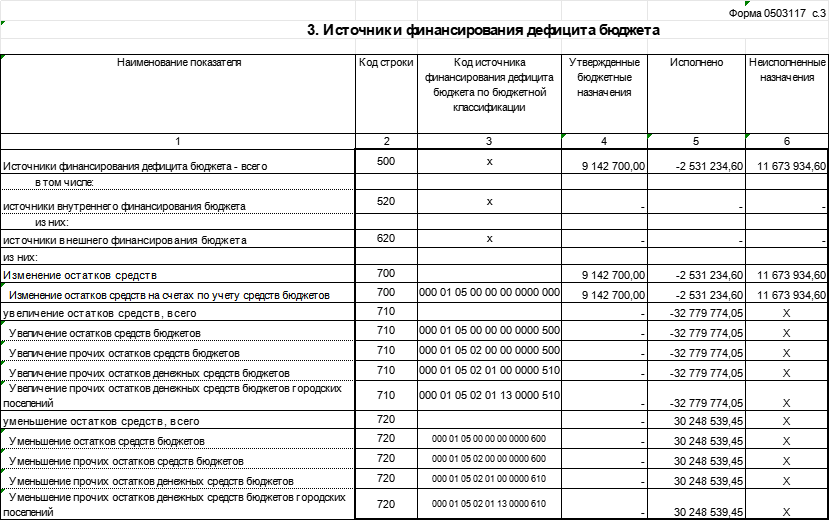 Форма 0503117 с.3
3. Источники финансирования дефицита бюджета
Наименование показателя Код строки Код источника финансирования дефицита бюджета по бюджетной классификации Утвержденные бюджетные назначения Исполнено Неисполненные назначения
1 2 3 4 5 6
Источники финансирования дефицита бюджета - всего 500 x 9 142 700,00 -2 531 234,60 11 673 934,60
в том числе:
источники внутреннего финансирования бюджета 520 x - - -
из них:
источники внешнего финансирования бюджета 620 x - - -
из них:
Изменение остатков средств 700 9 142 700,00 -2 531 234,60 11 673 934,60
Изменение остатков средств на счетах по учету средств бюджетов 700 000 01 05 00 00 00 0000 000 9 142 700,00 -2 531 234,60 11 673 934,60
увеличение остатков средств, всего 710 - -32 779 774,05 X
Увеличение остатков средств бюджетов 710 000 01 05 00 00 00 0000 500 - -32 779 774,05 X
Увеличение прочих остатков средств бюджетов 710 000 01 05 02 00 00 0000 500 - -32 779 774,05 X
Увеличение прочих остатков денежных средств бюджетов 710 000 01 05 02 01 00 0000 510 - -32 779 774,05 X
Увеличение прочих остатков денежных средств бюджетов городских поселений 710 000 01 05 02 01 13 0000 510 - -32 779 774,05 X
уменьшение остатков средств, всего 720 - 30 248 539,45 X
Уменьшение остатков средств бюджетов 720 000 01 05 00 00 00 0000 600 - 30 248 539,45 X
Уменьшение прочих остатков средств бюджетов 720 000 01 05 02 00 00 0000 600 - 30 248 539,45 X
Уменьшение прочих остатков денежных средств бюджетов 720 000 01 05 02 01 00 0000 610 - 30 248 539,45 X
Уменьшение прочих остатков денежных средств бюджетов городских поселений 720 000 01 05 02 01 13 0000 610 - 30 248 539,45 X